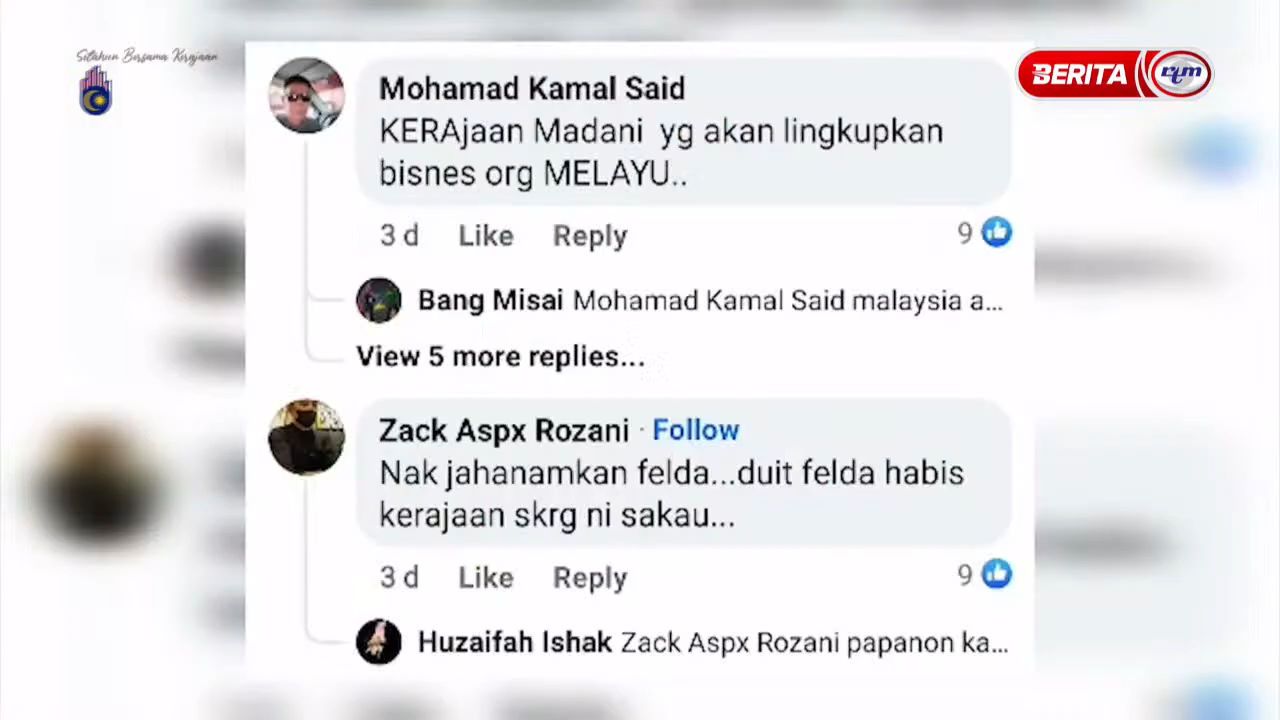 Setahun Bersama Kerajaan
BERITA rtm
Mohamad Kamal Said
KERAjaan Madani yg akan lingkupkan
bisnes org MELAYU..
3 d Like Reply 9
Bang Misai Mohamad Kamal Said malaysia a...
View 5 more replies...
Zack Aspx Rozani · Follow
Nak jahanamkan felda...duit felda habis
kerajaan skrg ni sakau...
3 d Like Reply 9
Huzaifah Ishak Zack Aspx Rozani papanon ka...